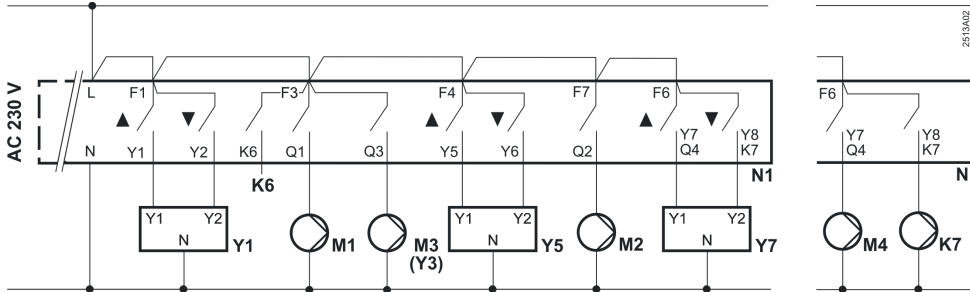 2513A02
AC 230 V
L F1 F3 F4 F7 F6 F6
▲ ▼ ▲ ▼ ▲ ▼
Y7 Y8 Y7 Y8
N Y1 Y2 K6 Q1 Q3 Y5 Y6 Q2 Q4 K7 Q4 K7
K6 N1 N
Y1 Y2 Y1 Y2 Y1 Y2
N Y1 M1 M3 N Y5 M2 N Y7 M4 K7
(Y3)